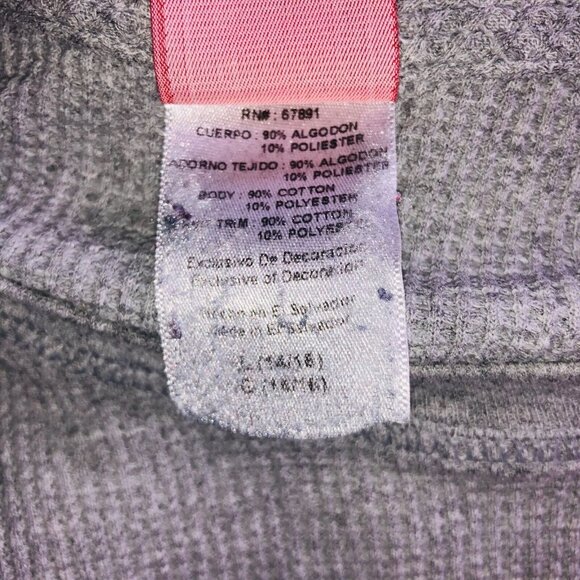 RN# : 67891
CUERPO : 90% ALGODON
10% POLIESTER
ADORNO TEJIDO : 90% ALGODON
10% POLIESTER
BODY : 90% COTTON
10% POLYESTER
TRIM : 90% COTTON
10% POLYESTER
Exclusivo De Decoracion
Exclusive of Decoration
Hecho en El Salvador
Made in El Salvador
L (14/16)
G (14/16)